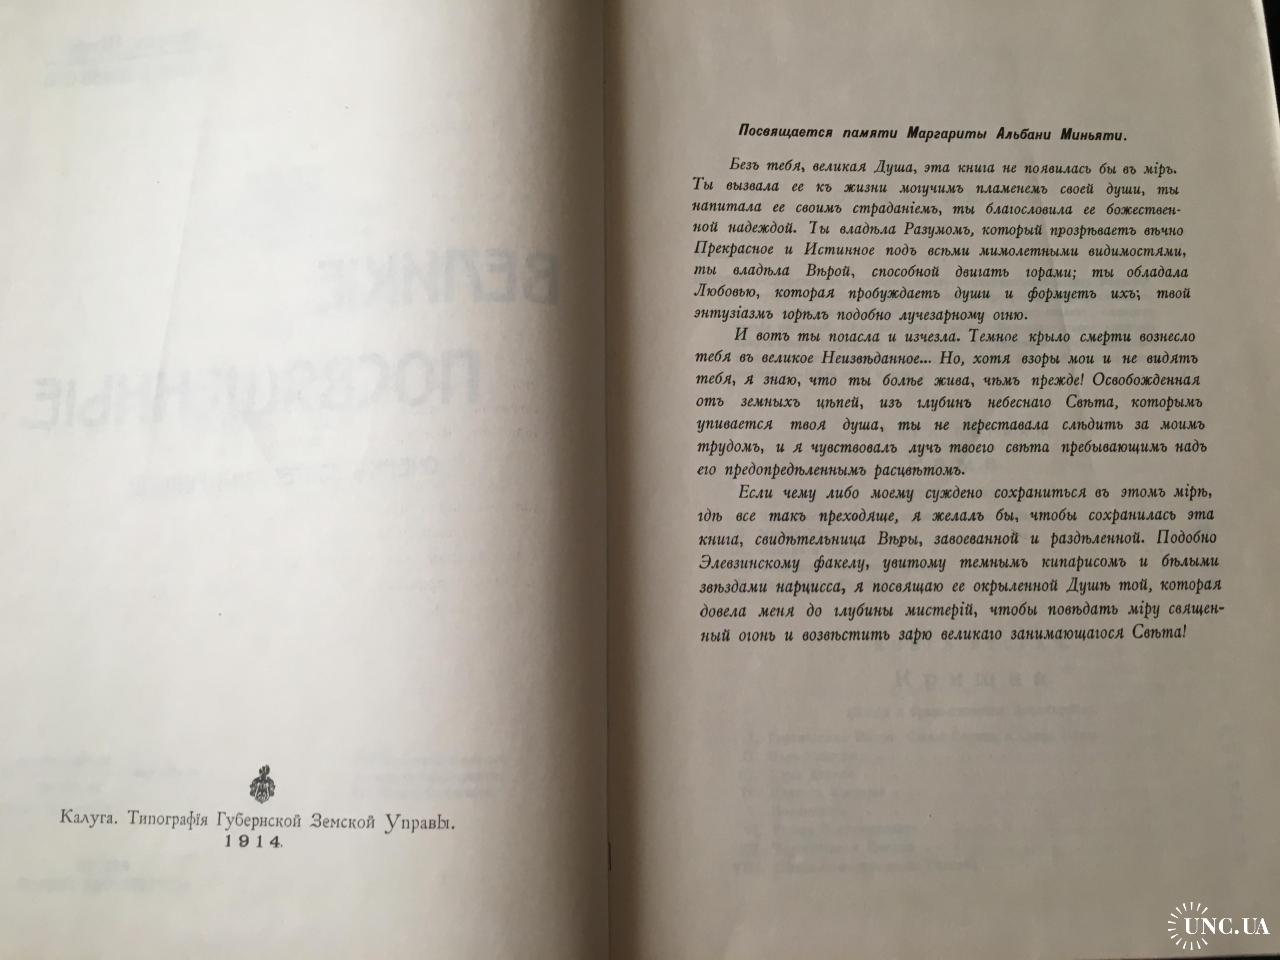 ВЕЛИКІЕ
ПОСВЯЩЕННЫЕ
Калуга. Типографія Губернской Земской Управы.
1914.
Посвящается памяти Маргариты Альбани Миньяти.
Безъ тебя, великая Душа, эта книга не появилась бы въ міръ.
Ты вызвала ее къ жизни могучимъ пламенемъ своей души, ты
напитала ее своимъ страданіемъ, ты благословила ее божествен-
ной надеждой. Ты владѣла Разумомъ, который прозрѣваетъ вѣчно
Прекрасное и Истинное подъ всѣми мимолетными видимостями,
ты владѣла Вѣрой, способной двигать горами; ты обладала
Любовью, которая пробуждаетъ души и формуетъ ихъ; твой
энтузіазмъ горѣлъ подобно лучезарному огню.
И вотъ ты погасла и изчезла. Темное крыло смерти вознесло
тебя въ великое Неизвѣданное... Но, хотя взоры мои и не видятъ
тебя, я знаю, что ты болѣе жива, чѣмъ прежде! Освобожденная
отъ земныхъ цѣпей, изъ глубинъ небеснаго Свѣта, которымъ
упивается твоя душа, ты не переставала слѣдить за моимъ
трудомъ, и я чувствовалъ лучъ твоего свѣта пребывающимъ надъ
его предопредѣленнымъ расцвѣтомъ.
Если чему либо моему суждено сохраниться въ этомъ мірѣ,
гдѣ все такъ преходяще, я желалъ бы, чтобы сохранилась эта
книга, свидѣтельница Вѣры, завоеванной и раздѣленной. Подобно
Элевзинскому факелу, увитому темнымъ кипарисомъ и бѣлыми
звѣздами нарцисса, я посвящаю ее окрыленной Душѣ той, которая
довела меня до глубины мистерій, чтобы повѣдать міру священ-
ный огонь и возвѣстить зарю великаго занимающагося Свѣта!
Кришна
UNC.UA